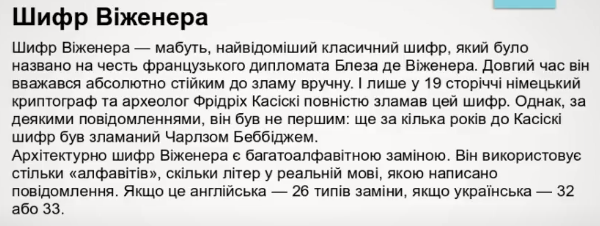 Шифр Віженера
Шифр Віженера — мабуть, найвідоміший класичний шифр, який було
названо на честь французького дипломата Блеза де Віженера. Довгий час він
вважався абсолютно стійким до зламу вручну. І лише у 19 сторіччі німецький
криптограф та археолог Фрідріх Касіскі повністю зламав цей шифр. Однак, за
деякими повідомленнями, він був не першим: ще за кілька років до Касіскі
шифр був зламаний Чарлзом Беббіджем.
Архітектурно шифр Віженера є багатоалфавітною заміною. Він використовує
стільки «алфавітів», скільки літер у реальній мові, якою написано
повідомлення. Якщо це англійська — 26 типів заміни, якщо українська — 32
або 33.